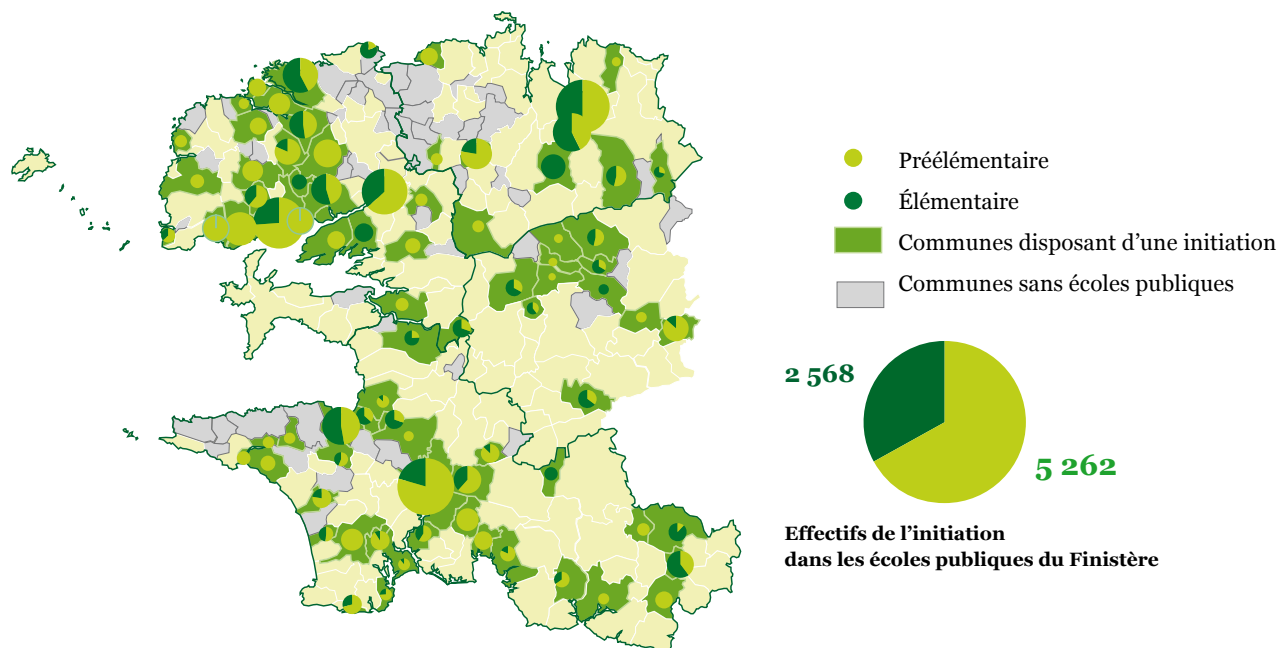 Préélémentaire
Élémentaire
Communes disposant d’une initiation
Communes sans écoles publiques
2 568
5 262
Effectifs de l’initiation
dans les écoles publiques du Finistère